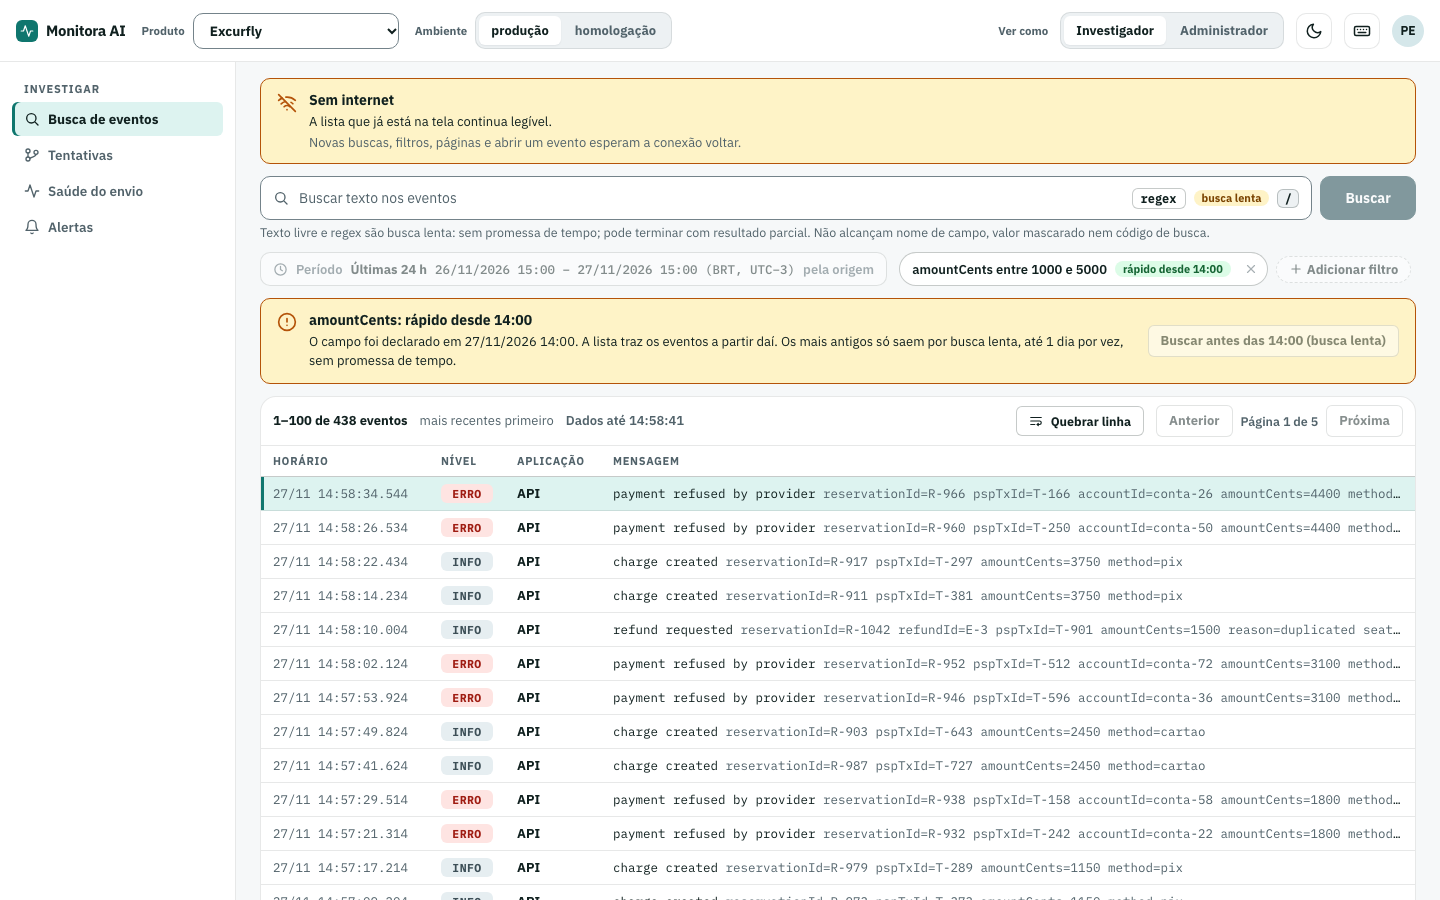 Monitora AI Produto Excurfly Ambiente produção homologação Ver como Investigador Administrador PE
INVESTIGAR
Busca de eventos
Tentativas
Saúde do envio
Alertas
Sem internet
A lista que já está na tela continua legível.
Novas buscas, filtros, páginas e abrir um evento esperam a conexão voltar.
Buscar texto nos eventos regex busca lenta / Buscar
Texto livre e regex são busca lenta: sem promessa de tempo; pode terminar com resultado parcial. Não alcançam nome de campo, valor mascarado nem código de busca.
Período Últimas 24 h 26/11/2026 15:00 – 27/11/2026 15:00 (BRT, UTC−3) pela origem amountCents entre 1000 e 5000 rápido desde 14:00 × + Adicionar filtro
amountCents: rápido desde 14:00
O campo foi declarado em 27/11/2026 14:00. A lista traz os eventos a partir daí. Os mais antigos só saem por busca lenta, até 1 dia por vez,
sem promessa de tempo.
Buscar antes das 14:00 (busca lenta)
1–100 de 438 eventos mais recentes primeiro Dados até 14:58:41 Quebrar linha Anterior Página 1 de 5 Próxima
HORÁRIO NÍVEL APLICAÇÃO MENSAGEM
27/11 14:58:34.544 ERRO API payment refused by provider reservationId=R-966 pspTxId=T-166 accountId=conta-26 amountCents=4400 method…
27/11 14:58:26.534 ERRO API payment refused by provider reservationId=R-960 pspTxId=T-250 accountId=conta-50 amountCents=4400 method…
27/11 14:58:22.434 INFO API charge created reservationId=R-917 pspTxId=T-297 amountCents=3750 method=pix
27/11 14:58:14.234 INFO API charge created reservationId=R-911 pspTxId=T-381 amountCents=3750 method=pix
27/11 14:58:10.004 INFO API refund requested reservationId=R-1042 refundId=E-3 pspTxId=T-901 amountCents=1500 reason=duplicated seat…
27/11 14:58:02.124 ERRO API payment refused by provider reservationId=R-952 pspTxId=T-512 accountId=conta-72 amountCents=3100 method…
27/11 14:57:53.924 ERRO API payment refused by provider reservationId=R-946 pspTxId=T-596 accountId=conta-36 amountCents=3100 method…
27/11 14:57:49.824 INFO API charge created reservationId=R-903 pspTxId=T-643 amountCents=2450 method=cartao
27/11 14:57:41.624 INFO API charge created reservationId=R-987 pspTxId=T-727 amountCents=2450 method=cartao
27/11 14:57:29.514 ERRO API payment refused by provider reservationId=R-938 pspTxId=T-158 accountId=conta-58 amountCents=1800 method…
27/11 14:57:21.314 ERRO API payment refused by provider reservationId=R-932 pspTxId=T-242 accountId=conta-22 amountCents=1800 method…
27/11 14:57:17.214 INFO API charge created reservationId=R-979 pspTxId=T-289 amountCents=1150 method=pix